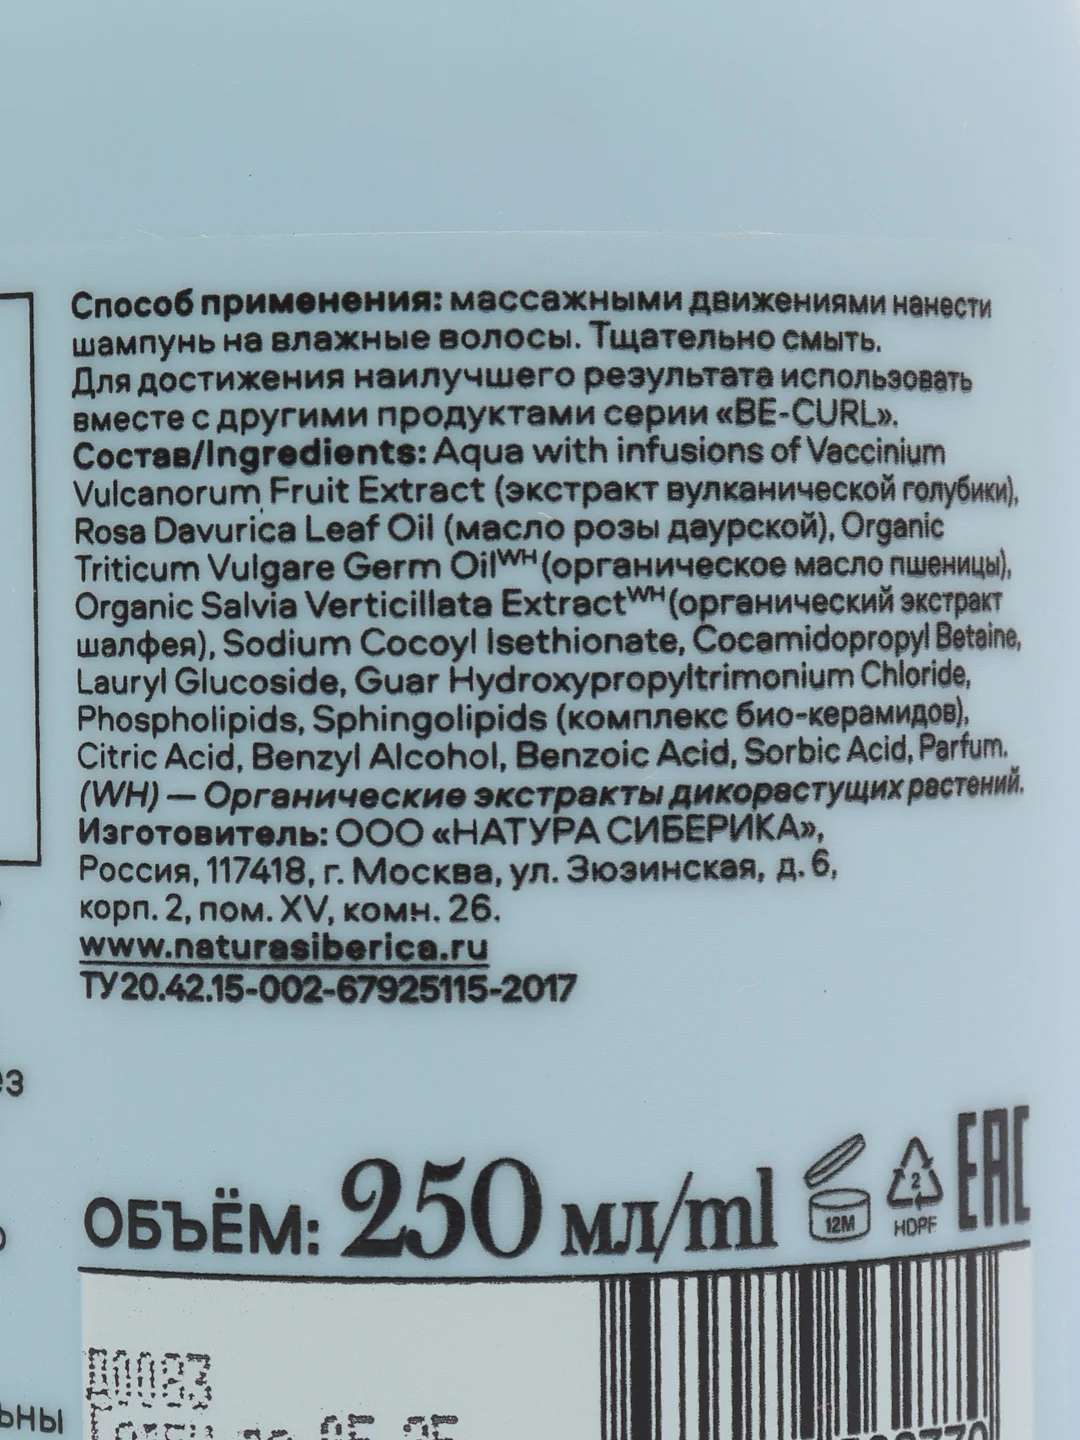 Способ применения: массажными движениями нанести
шампунь на влажные волосы. Тщательно смыть.
Для достижения наилучшего результата использовать
вместе с другими продуктами серии «BE-CURL».
Состав/Ingredients: Aqua with infusions of Vaccinium
Vulcanorum Fruit Extract (экстракт вулканической голубики),
Rosa Davurica Leaf Oil (масло розы даурской), Organic
Triticum Vulgare Germ Oil^WH (органическое масло пшеницы),
Organic Salvia Verticillata Extract^WH (органический экстракт
шалфея), Sodium Cocoyl Isethionate, Cocamidopropyl Betaine,
Lauryl Glucoside, Guar Hydroxypropyltrimonium Chloride,
Phospholipids, Sphingolipids (комплекс био-керамидов),
Citric Acid, Benzyl Alcohol, Benzoic Acid, Sorbic Acid, Parfum.
(WH) — Органические экстракты дикорастущих растений.
Изготовитель: ООО «НАТУРА СИБЕРИКА»,
Россия, 117418, г. Москва, ул. Зюзинская, д. 6,
корп. 2, пом. XV, комн. 26.
www.naturasiberica.ru
ТУ 20.42.15-002-67925115-2017
ОБЪЁМ: 250 мл/ml
12M
2
HDPE
EAC